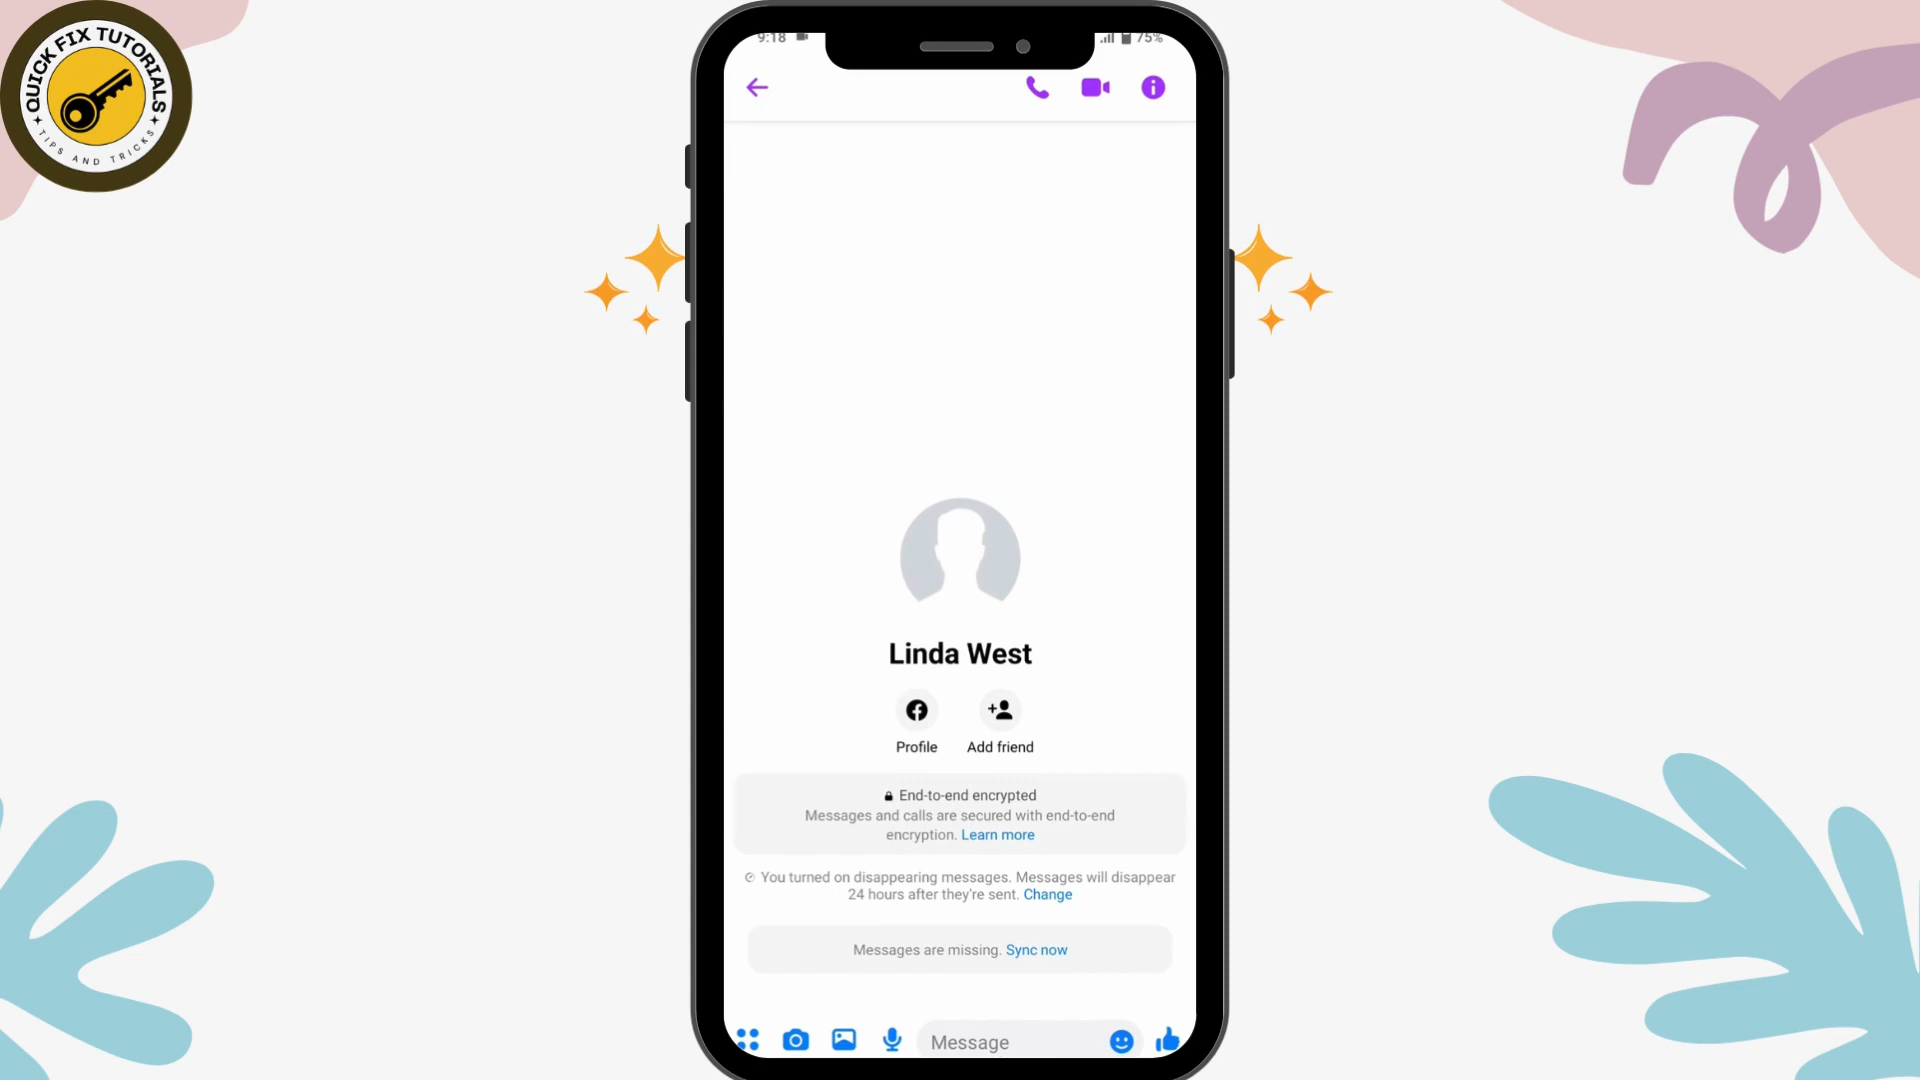 QUICK FIX TUTORIALS
TIPS AND TRICKS
9:18
75%
Linda West
Profile
Add friend
End-to-end encrypted
Messages and calls are secured with end-to-end
encryption. Learn more
You turned on disappearing messages. Messages will disappear
24 hours after they're sent. Change
Messages are missing. Sync now
Message